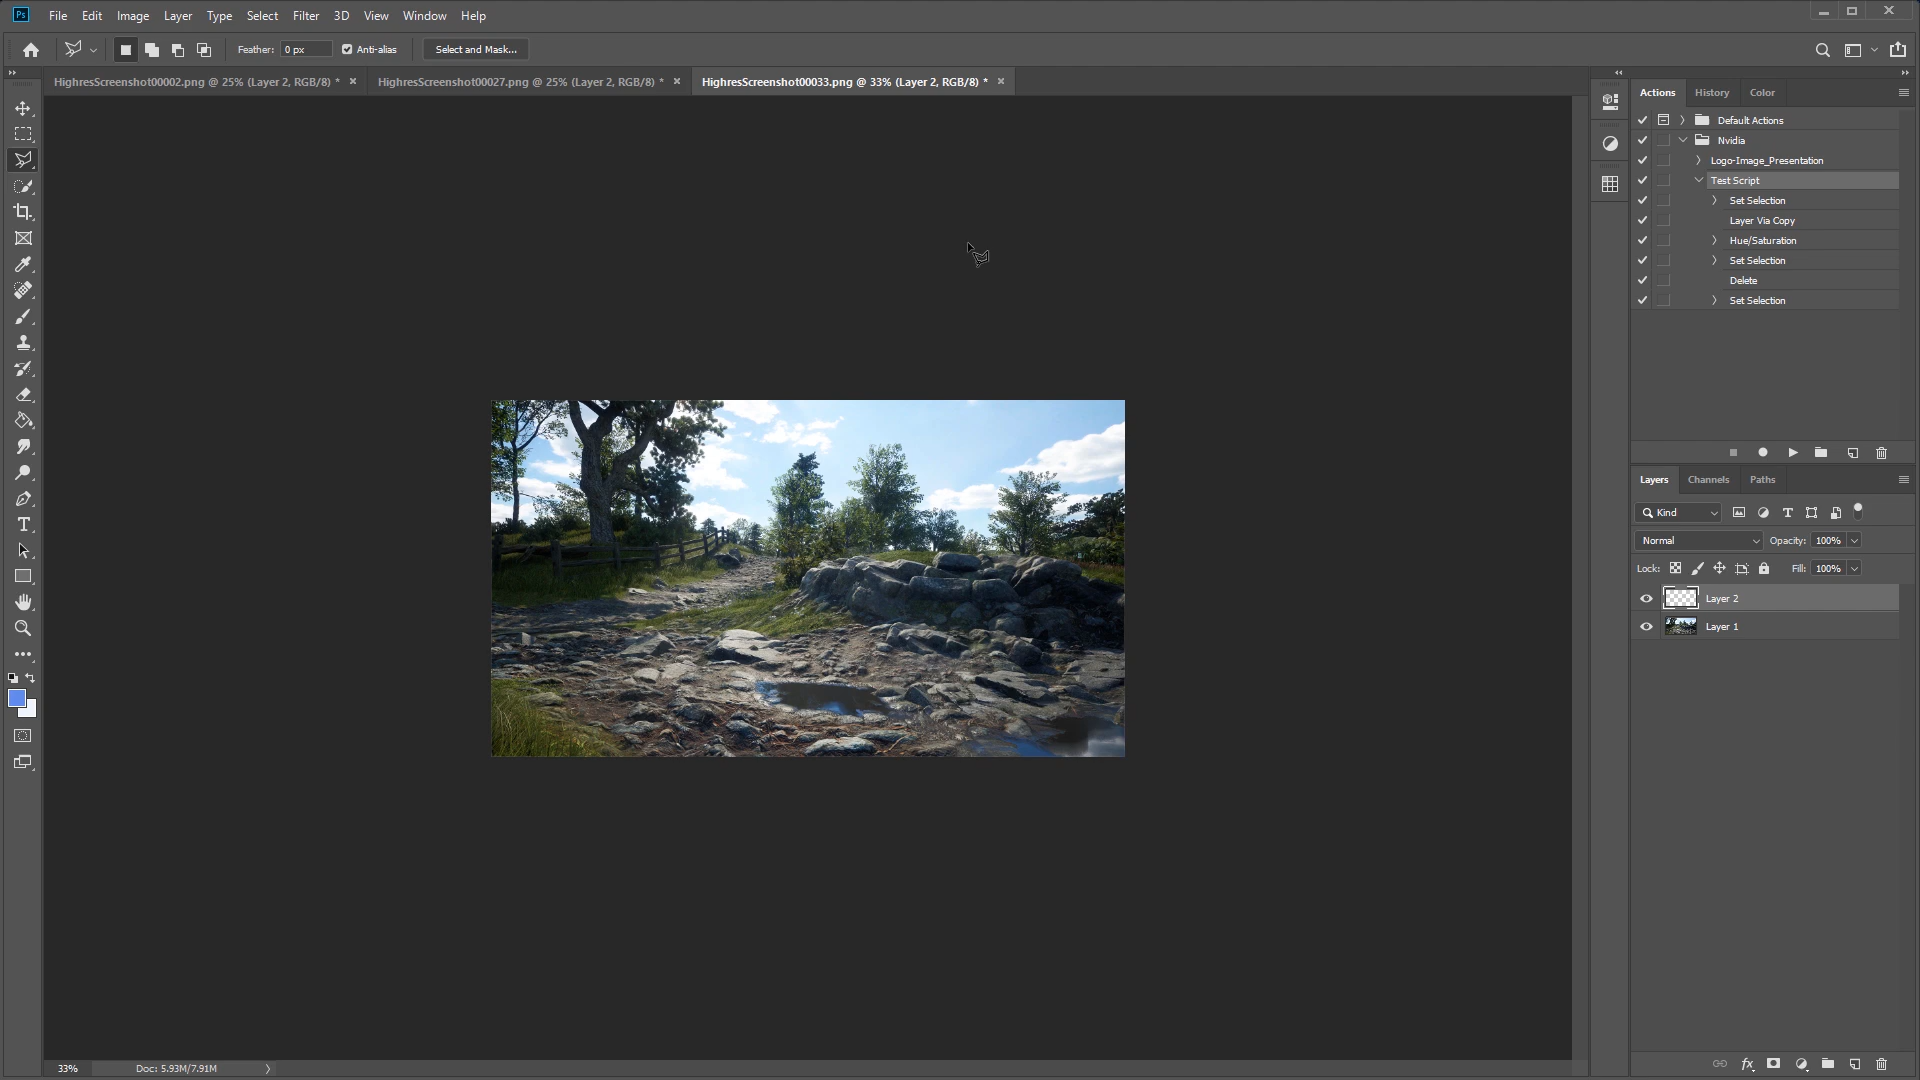 Ps File Edit Image Layer Type Select Filter 3D View Window Help
Feather: 0 px Anti-alias Select and Mask...
HighresScreenshot00002.png @ 25% (Layer 2, RGB/8) * HighresScreenshot00027.png @ 25% (Layer 2, RGB/8) * HighresScreenshot00033.png @ 33% (Layer 2, RGB/8) *
Actions History Color
Default Actions
Nvidia
Logo-Image_Presentation
Test Script
Set Selection
Layer Via Copy
Hue/Saturation
Set Selection
Delete
Set Selection
Layers Channels Paths
Kind
Normal Opacity: 100%
Lock: Fill: 100%
Layer 2
Layer 1
33% Doc: 5.93M/7.91M